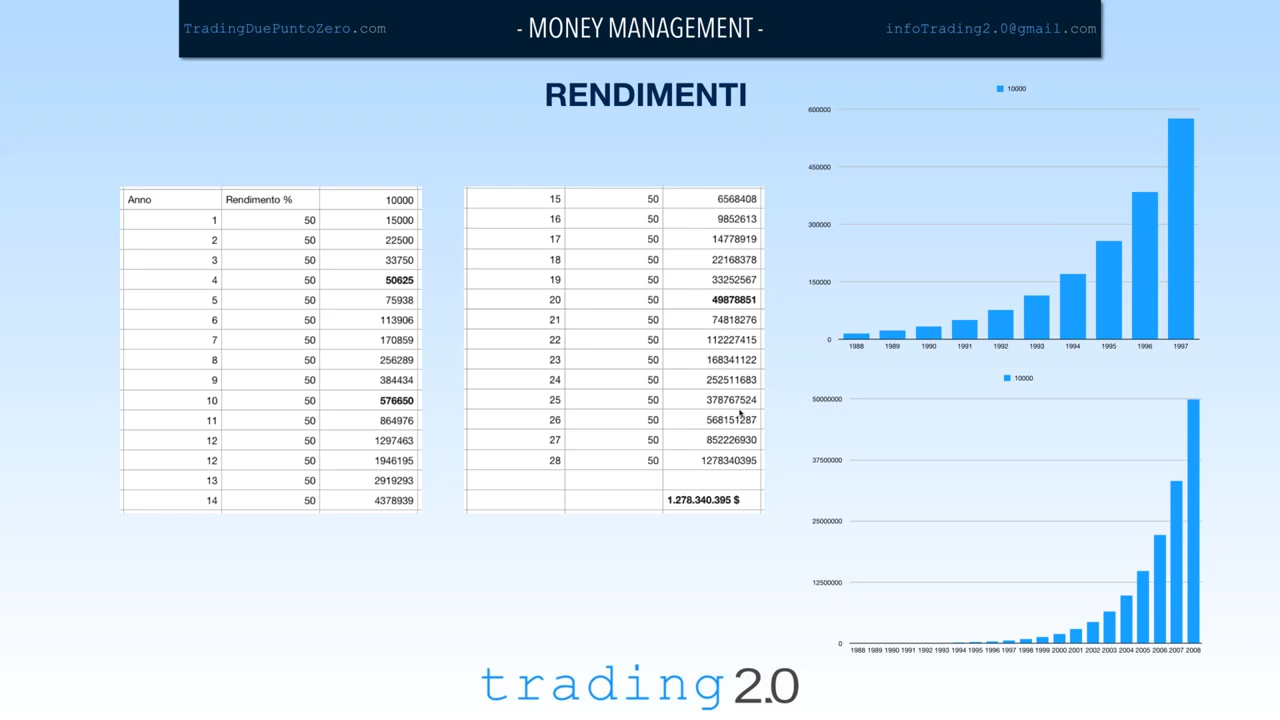 TradingDuePuntoZero.com
- MONEY MANAGEMENT -
infoTrading2.0@gmail.com
RENDIMENTI
Anno Rendimento % 10000
1 50 15000
2 50 22500
3 50 33750
4 50 50625
5 50 75938
6 50 113906
7 50 170859
8 50 256289
9 50 384434
10 50 576650
11 50 864976
12 50 1297463
12 50 1946195
13 50 2919293
14 50 4378939
15 50 6568408
16 50 9852613
17 50 14778919
18 50 22168378
19 50 33252567
20 50 49878851
21 50 74818276
22 50 112227415
23 50 168341122
24 50 252511683
25 50 378767524
26 50 568151287
27 50 852226930
28 50 1278340395
1.278.340.395 $
10000
600000
450000
300000
150000
0
1988 1989 1990 1991 1992 1993 1994 1995 1996 1997
10000
50000000
37500000
25000000
12500000
0
1988 1989 1990 1991 1992 1993 1994 1995 1996 1997 1998 1999 2000 2001 2002 2003 2004 2005 2006 2007 2008
trading 2.0